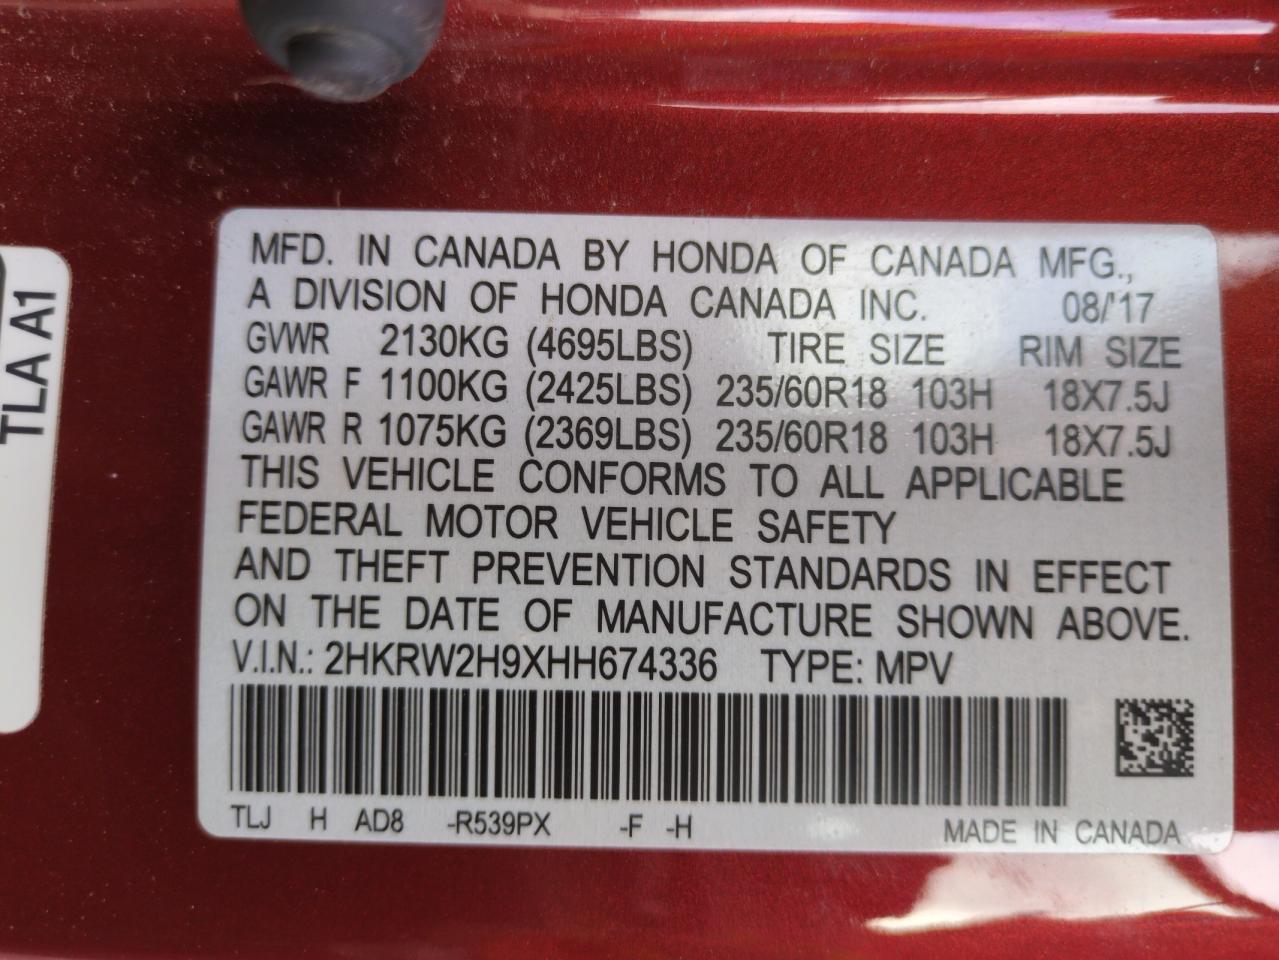 TLA A1
MFD. IN CANADA BY HONDA OF CANADA MFG.,
A DIVISION OF HONDA CANADA INC. 08/'17
GVWR 2130KG (4695LBS) TIRE SIZE RIM SIZE
GAWR F 1100KG (2425LBS) 235/60R18 103H 18X7.5J
GAWR R 1075KG (2369LBS) 235/60R18 103H 18X7.5J
THIS VEHICLE CONFORMS TO ALL APPLICABLE
FEDERAL MOTOR VEHICLE SAFETY
AND THEFT PREVENTION STANDARDS IN EFFECT
ON THE DATE OF MANUFACTURE SHOWN ABOVE.
V.I.N.: 2HKRW2H9XHH674336 TYPE: MPV
TLJ H AD8 -R539PX -F -H MADE IN CANADA